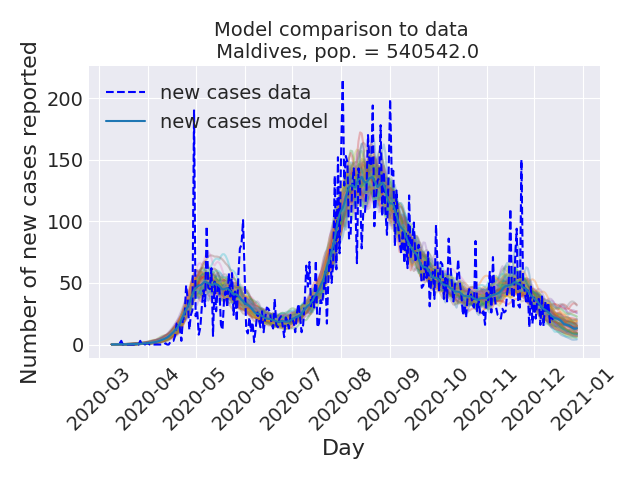 Model comparison to data
Maldives, pop. = 540542.0
Number of new cases reported
200
150
100
50
0
new cases data
new cases model
2020-03
2020-04
2020-05
2020-06
2020-07
2020-08
2020-09
2020-10
2020-11
2020-12
2021-01
Day